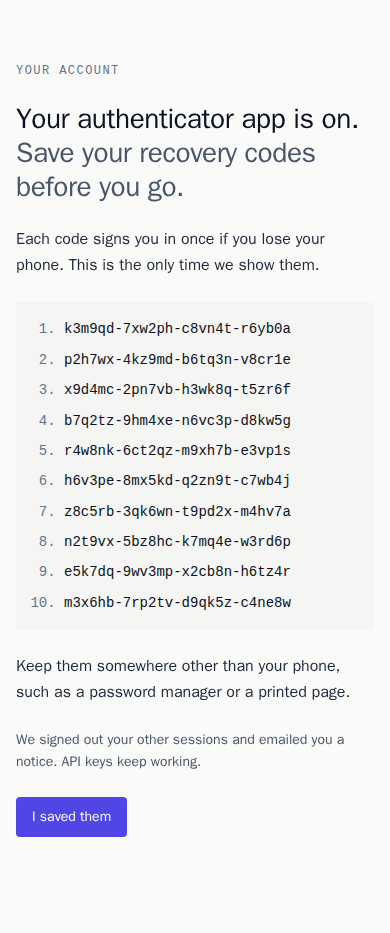 YOUR ACCOUNT
Your authenticator app is on.
Save your recovery codes
before you go.
Each code signs you in once if you lose your
phone. This is the only time we show them.
1. k3m9qd-7xw2ph-c8vn4t-r6yb0a
2. p2h7wx-4kz9md-b6tq3n-v8cr1e
3. x9d4mc-2pn7vb-h3wk8q-t5zr6f
4. b7q2tz-9hm4xe-n6vc3p-d8kw5g
5. r4w8nk-6ct2qz-m9xh7b-e3vp1s
6. h6v3pe-8mx5kd-q2zn9t-c7wb4j
7. z8c5rb-3qk6wn-t9pd2x-m4hv7a
8. n2t9vx-5bz8hc-k7mq4e-w3rd6p
9. e5k7dq-9wv3mp-x2cb8n-h6tz4r
10. m3x6hb-7rp2tv-d9qk5z-c4ne8w
Keep them somewhere other than your phone,
such as a password manager or a printed page.
We signed out your other sessions and emailed you a
notice. API keys keep working.
I saved them